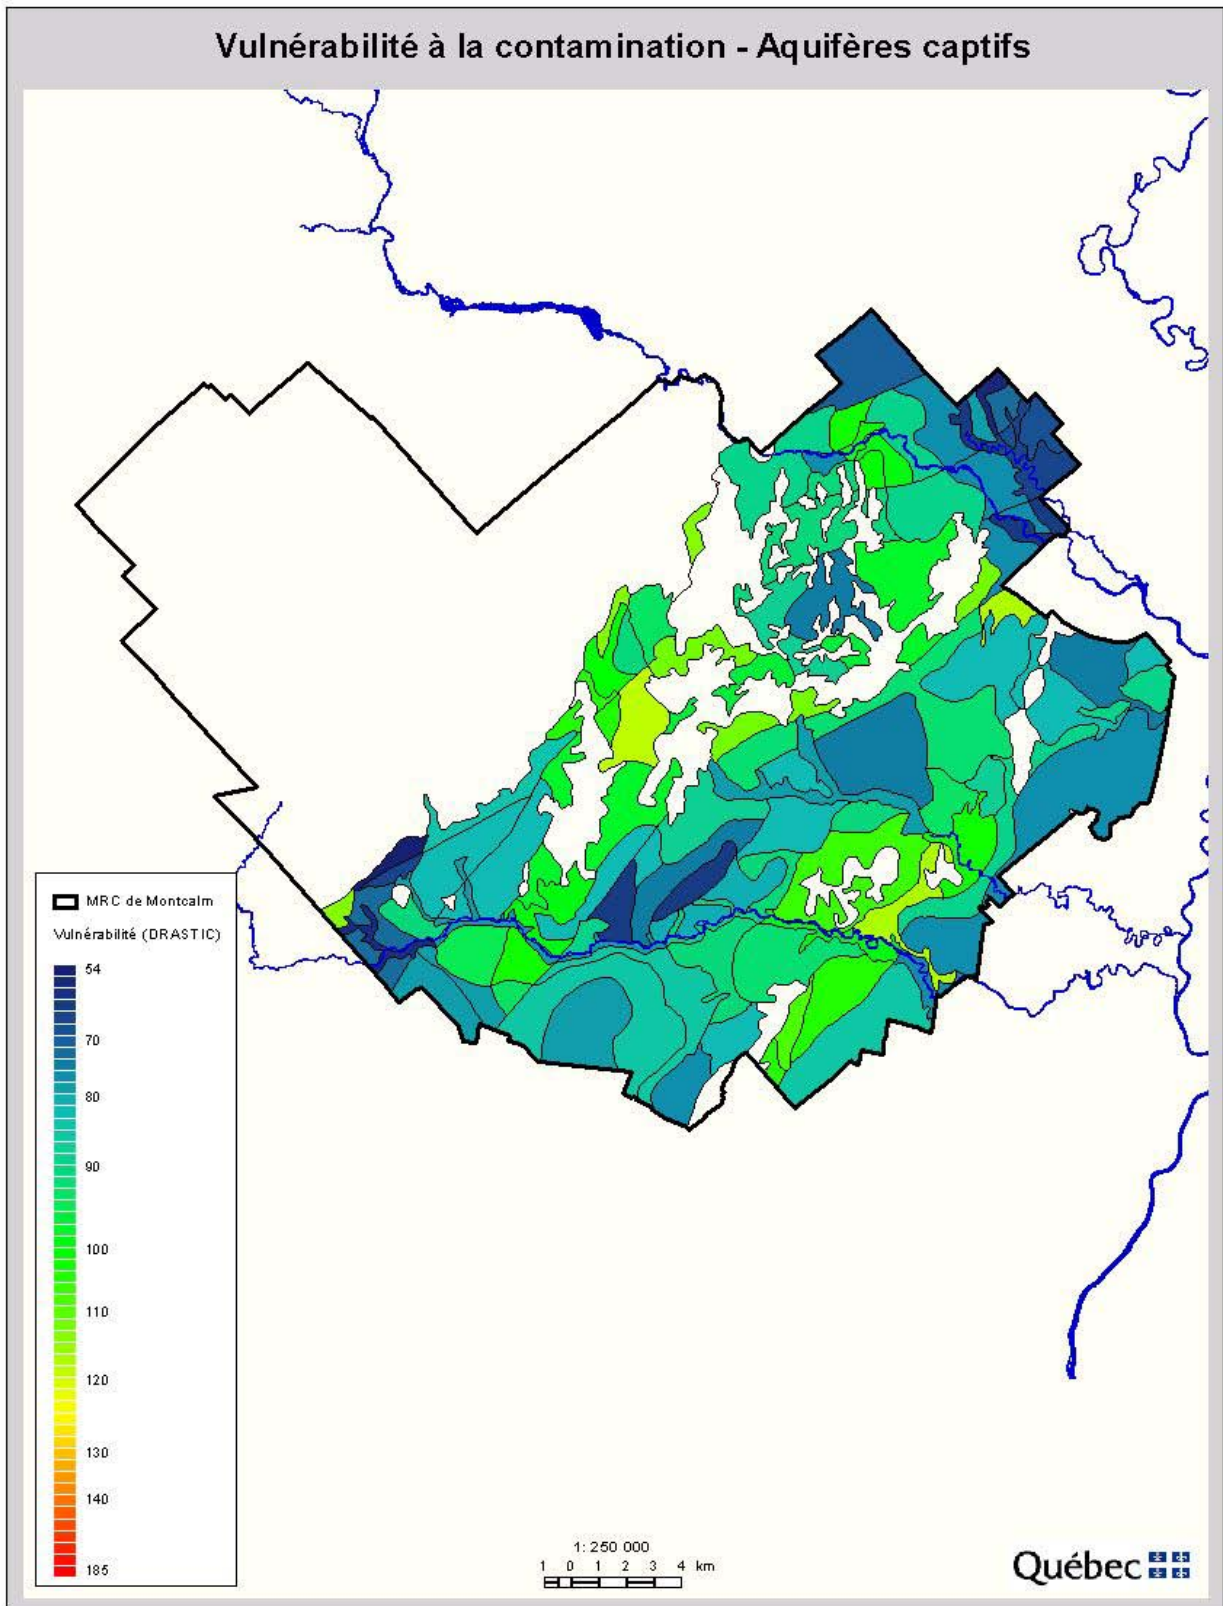 Vulnérabilité à la contamination - Aquifères captifs
MRC de Montcalm
Vulnérabilité (DRASTIC)
54
70
80
90
100
110
120
130
140
185
1: 250 000
1 0 1 2 3 4 km
Québec